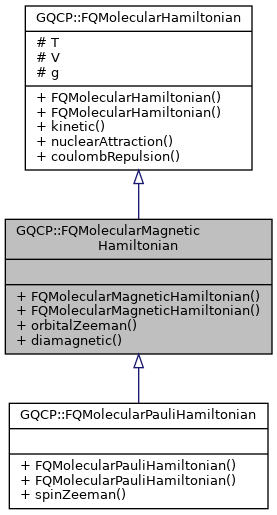 GQCP::FQMolecularHamiltonian
# T
# V
# g
+ FQMolecularHamiltonian()
+ FQMolecularHamiltonian()
+ kinetic()
+ nuclearAttraction()
+ coulombRepulsion()
GQCP::FQMolecularMagnetic
Hamiltonian
+ FQMolecularMagneticHamiltonian()
+ FQMolecularMagneticHamiltonian()
+ orbitalZeeman()
+ diamagnetic()
GQCP::FQMolecularPauliHamiltonian
+ FQMolecularPauliHamiltonian()
+ FQMolecularPauliHamiltonian()
+ spinZeeman()